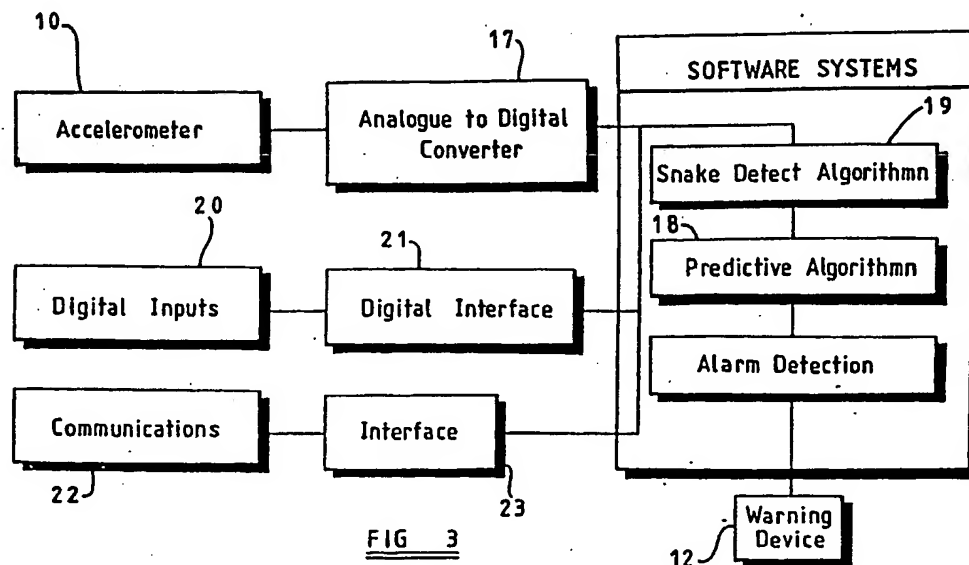 10
17
SOFTWARE SYSTEMS
Accelerometer
Analogue to Digital
Converter
19
Snake Detect Algorithmn
20
21
18
Predictive Algorithmn
Digital Inputs
Digital Interface
Alarm Detection
Communications
Interface
22
23
Warning
Device
12
FIG 3